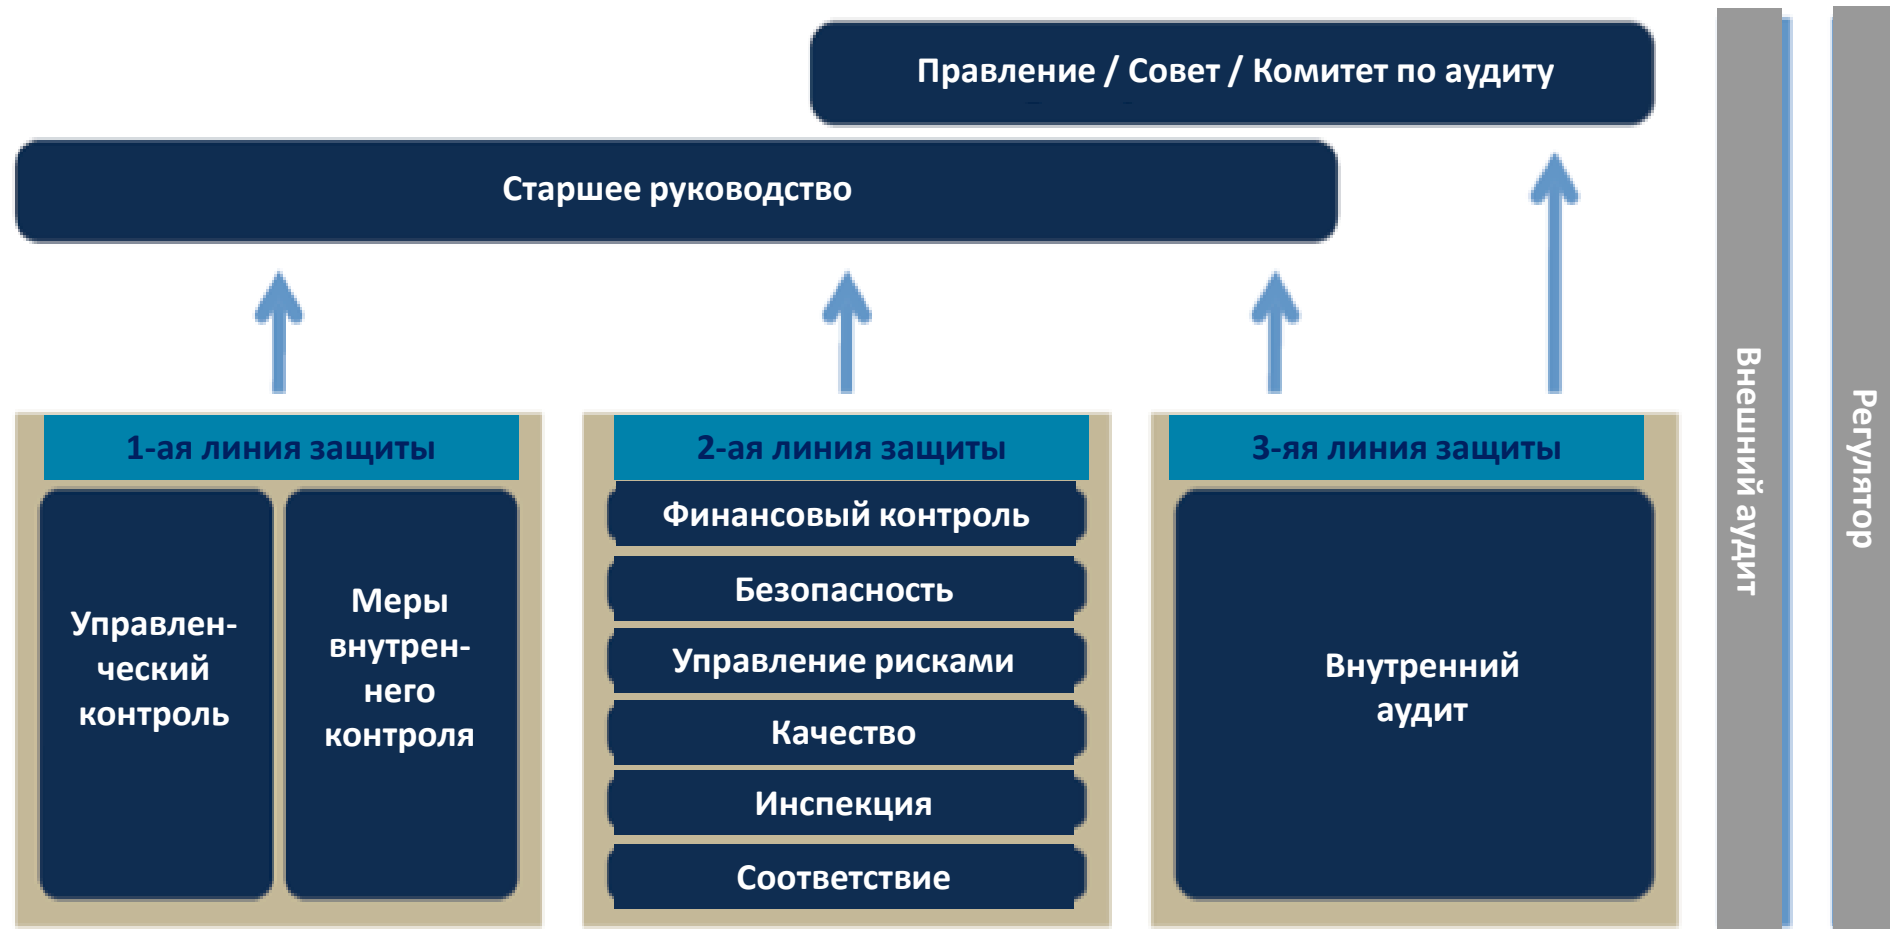 Правление / Совет / Комитет по аудиту
Старшее руководство
1-ая линия защиты
Управлен-
ческий
контроль
Меры
внутрен-
него
контроля
2-ая линия защиты
Финансовый контроль
Безопасность
Управление рисками
Качество
Инспекция
Соответствие
3-яя линия защиты
Внутренний
аудит
Внешний аудит
Регулятор